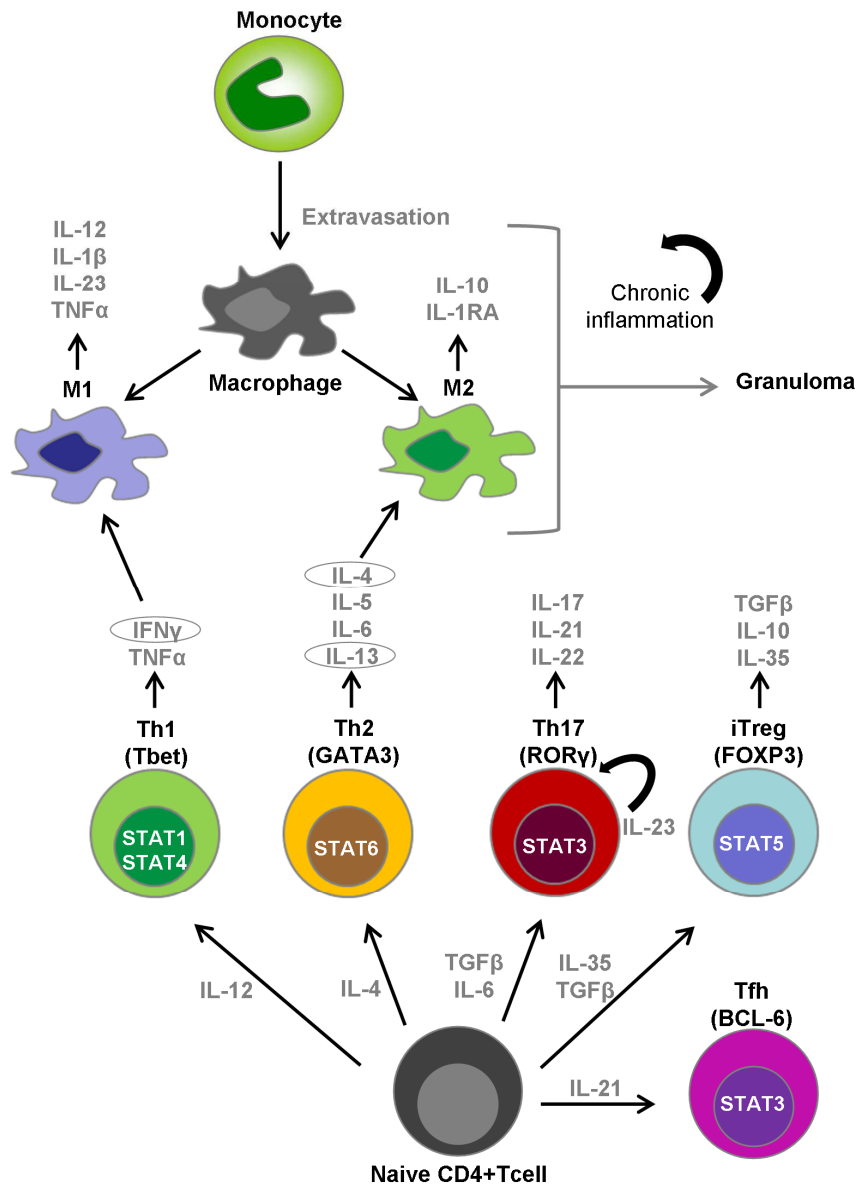 Monocyte
Extravasation
IL-12
IL-1β
IL-23
TNFα
IL-10
IL-1RA
Chronic
inflammation
M1
Macrophage
M2
Granuloma
IL-4
IL-5
IL-6
IL-13
IFNγ
TNFα
IL-17
IL-21
IL-22
TGFβ
IL-10
IL-35
Th1
(Tbet)
Th2
(GATA3)
Th17
(RORγ)
iTreg
(FOXP3)
STAT1
STAT4
STAT6
STAT3
IL-23
STAT5
IL-12
IL-4
TGFβ
IL-6
IL-35
TGFβ
Tfh
(BCL-6)
IL-21
STAT3
Naive CD4+Tcell